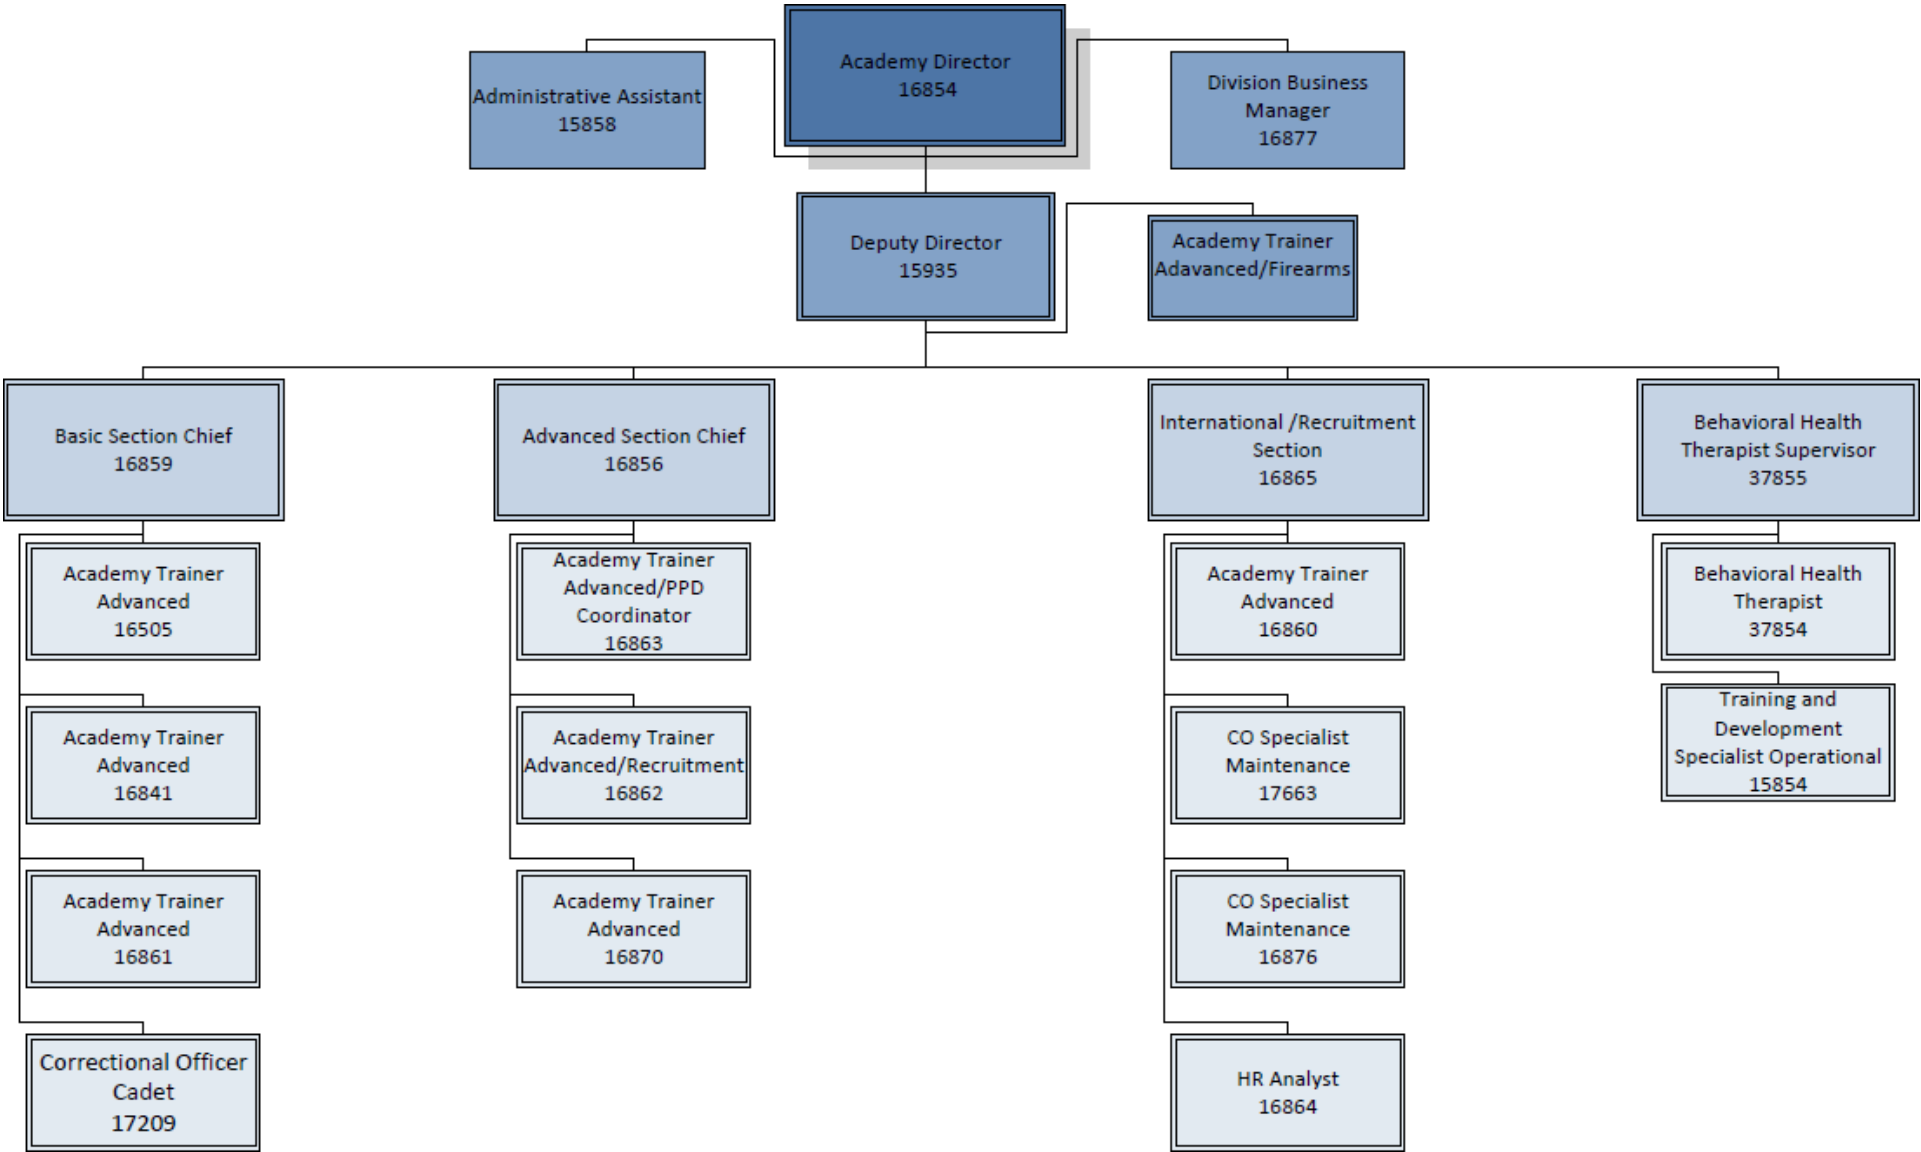 Academy Director
16854
Administrative Assistant
15858
Division Business
Manager
16877
Deputy Director
15935
Academy Trainer
Adavanced/Firearms
Basic Section Chief
16859
Advanced Section Chief
16856
International /Recruitment
Section
16865
Behavioral Health
Therapist Supervisor
37855
Academy Trainer
Advanced
16505
Academy Trainer
Advanced
16841
Academy Trainer
Advanced
16861
Correctional Officer
Cadet
17209
Academy Trainer
Advanced/PPD
Coordinator
16863
Academy Trainer
Advanced/Recruitment
16862
Academy Trainer
Advanced
16870
Academy Trainer
Advanced
16860
CO Specialist
Maintenance
17663
CO Specialist
Maintenance
16876
HR Analyst
16864
Behavioral Health
Therapist
37854
Training and
Development
Specialist Operational
15854